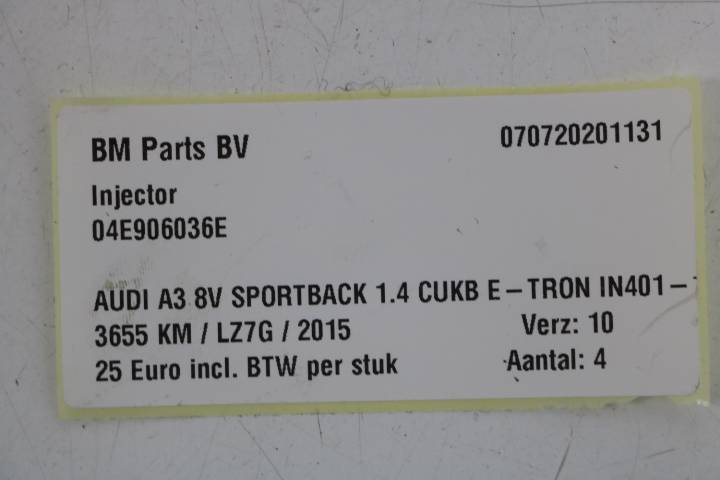 BM Parts BV 070720201131
Injector
04E906036E
AUDI A3 8V SPORTBACK 1.4 CUKB E-TRON IN401-
3655 KM / LZ7G / 2015 Verz: 10
25 Euro incl. BTW per stuk Aantal: 4